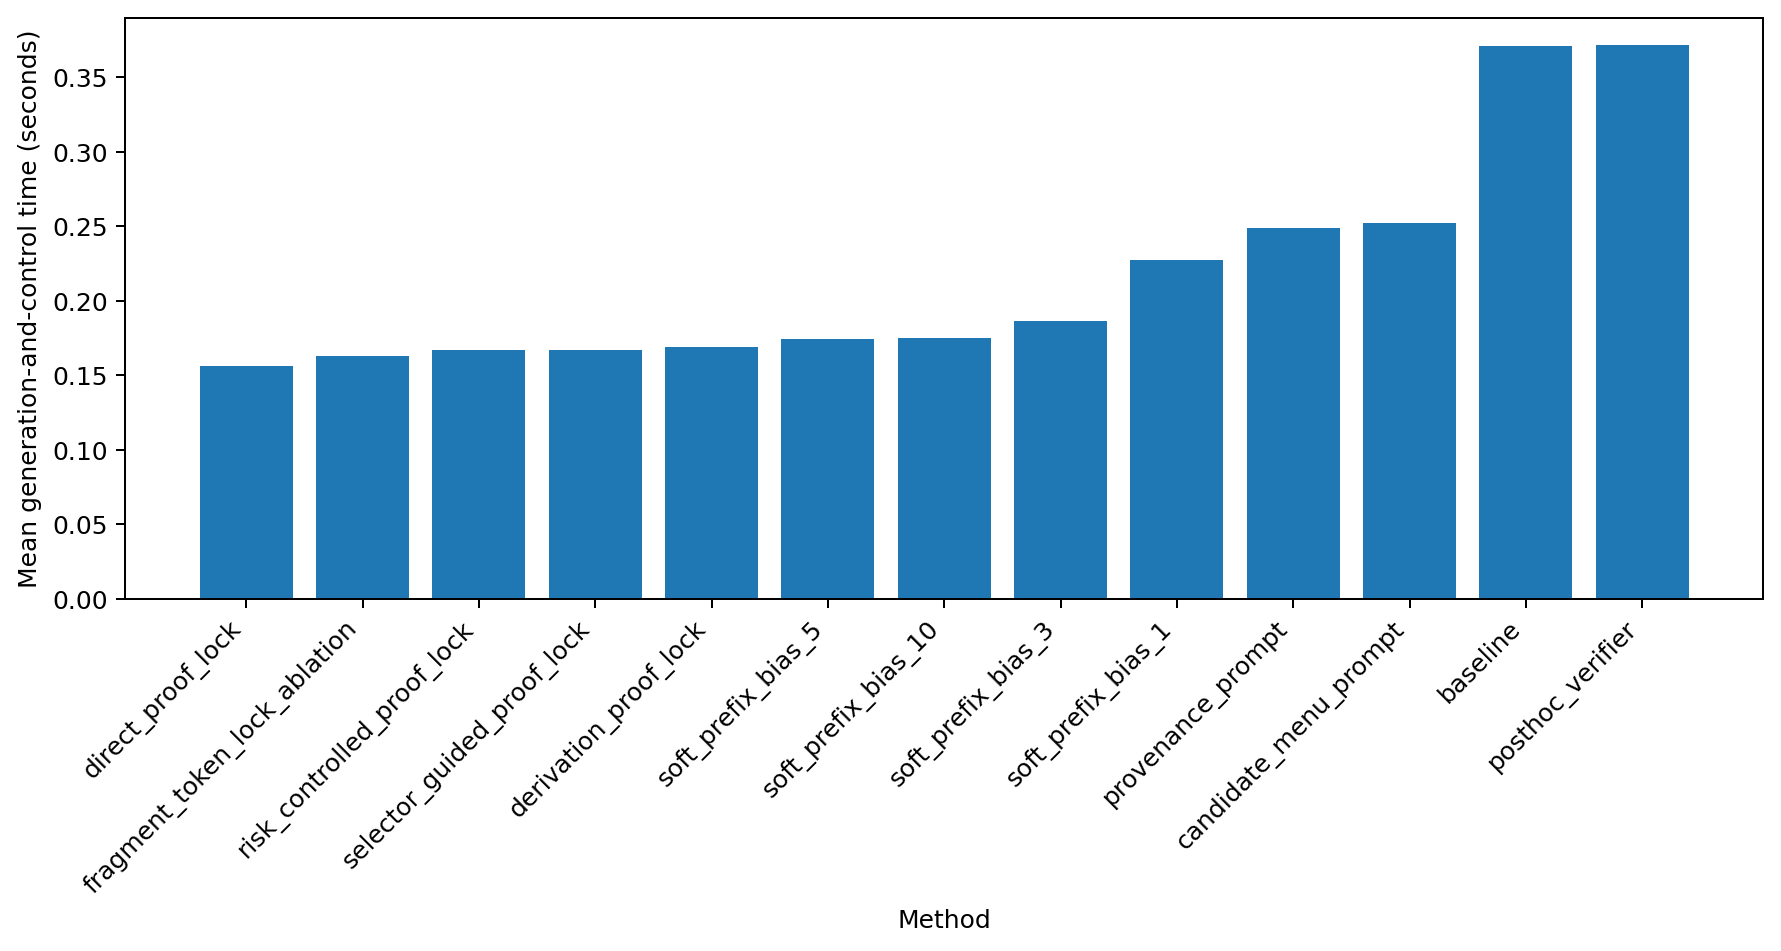 Mean generation-and-control time (seconds)
0.35
0.30
0.25
0.20
0.15
0.10
0.05
0.00
direct_proof_lock
fragment_token_lock_ablation
risk_controlled_proof_lock
selector_guided_proof_lock
derivation_proof_lock
soft_prefix_bias_5
soft_prefix_bias_10
soft_prefix_bias_3
soft_prefix_bias_1
provenance_prompt
candidate_menu_prompt
baseline
posthoc_verifier
Method